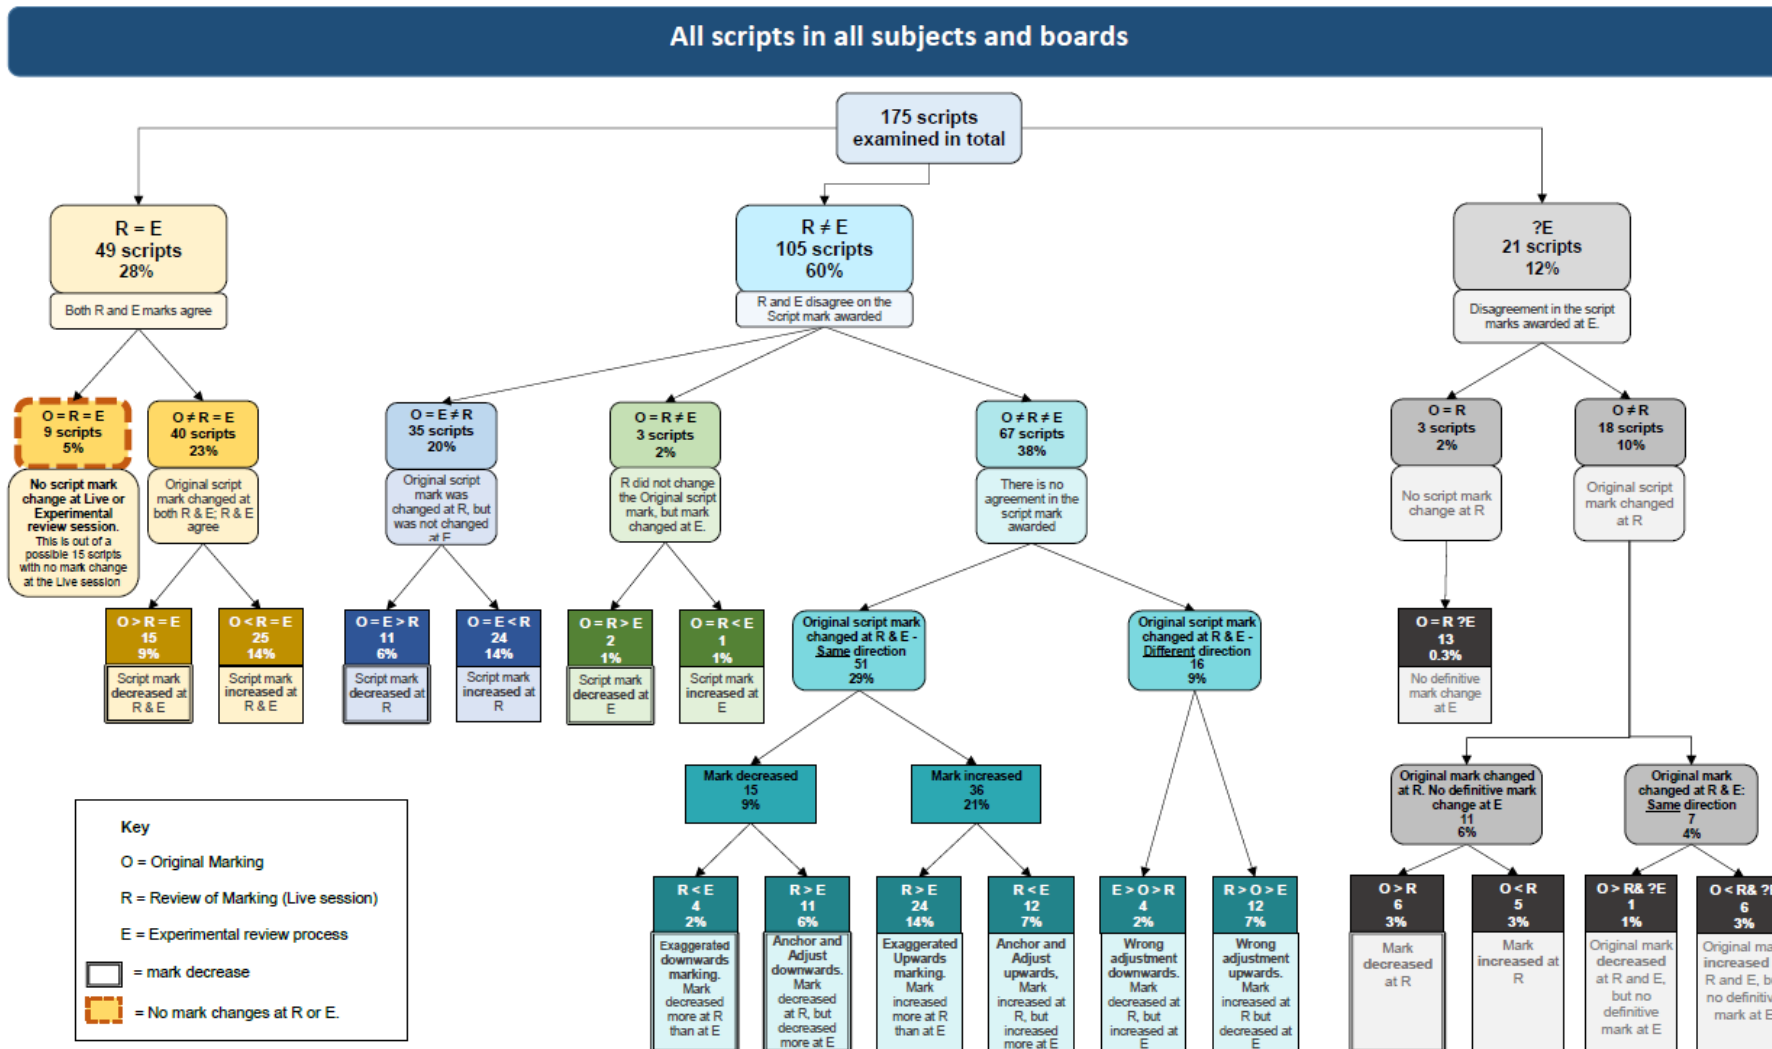 All scripts in all subjects and boards
175 scripts
examined in total
R = E
49 scripts
28%
Both R and E marks agree
R ≠ E
105 scripts
60%
R and E disagree on the
Script mark awarded
?E
21 scripts
12%
Disagreement in the script
marks awarded at E.
O = R = E
9 scripts
5%
No script mark
change at Live or
Experimental
review session.
This is out of a
possible 15 scripts
with no mark change
at the Live session
O ≠ R = E
40 scripts
23%
Original script
mark changed at
both R & E; R & E
agree
O = E ≠ R
35 scripts
20%
Original script
mark was
changed at R, but
was not changed
at E
O = R ≠ E
3 scripts
2%
R did not change
the Original script
mark, but mark
changed at E.
O ≠ R ≠ E
67 scripts
38%
There is no
agreement in the
script mark
awarded
O = R
3 scripts
2%
No script mark
change at R
O ≠ R
18 scripts
10%
Original script
mark changed
at R
O > R = E
15
9%
Script mark
decreased at
R & E
O < R = E
25
14%
Script mark
increased at
R & E
O = E > R
11
6%
Script mark
decreased at
R
O = E < R
24
14%
Script mark
increased at
R
O = R > E
2
1%
Script mark
decreased at
E
O = R < E
1
1%
Script mark
increased at
E
Original script mark
changed at R & E -
Same direction
51
29%
Original script mark
changed at R & E -
Different direction
16
9%
O = R ?E
13
0.3%
No definitive
mark change
at E
Mark decreased
15
9%
Mark increased
36
21%
Original mark changed
at R. No definitive mark
change at E
11
6%
Original mark
changed at R & E:
Same direction
7
4%
R < E
4
2%
Exaggerated
downwards
marking.
Mark
decreased
more at R
than at E
R > E
11
6%
Anchor and
Adjust
downwards.
Mark
decreased
at R, but
decreased
more at E
R > E
24
14%
Exaggerated
Upwards
marking.
Mark
increased
more at R
than at E
R < E
12
7%
Anchor and
Adjust
upwards,
Mark
increased at
R, but
increased
more at E
E > O > R
4
2%
Wrong
adjustment
downwards.
Mark
decreased at
R, but
increased at
E
R > O > E
12
7%
Wrong
adjustment
upwards.
Mark
increased at
R but
decreased at
E
O > R
6
3%
Mark
decreased
at R
O < R
5
3%
Mark
increased at
R
O > R& ?E
1
1%
Original mark
decreased
at R and E,
but no
definitive
mark at E
O < R& ?E
6
3%
Original
increased
R and E,
no
mark at E
Key
O = Original Marking
R = Review of Marking (Live session)
E = Experimental review process
= mark decrease
= No mark changes at R or E.